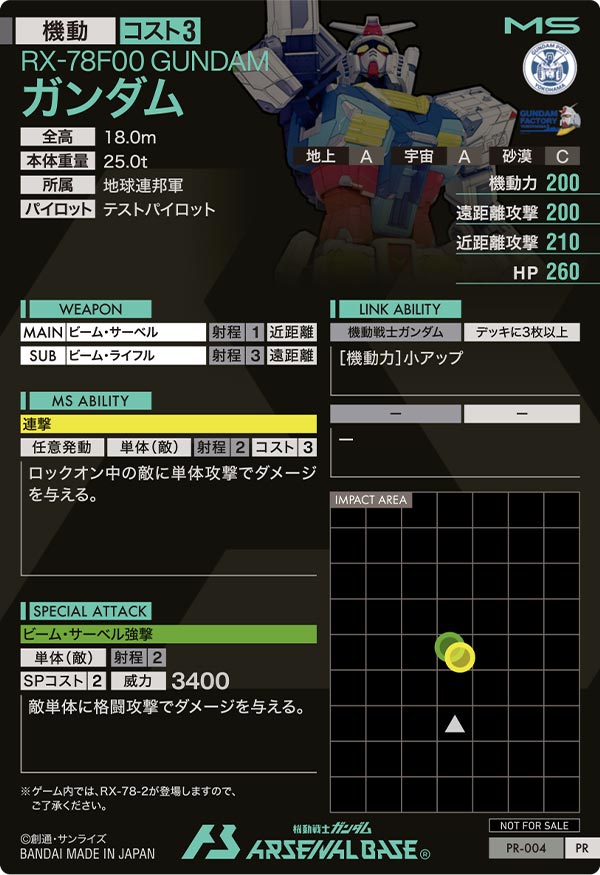 機動 コスト3 MS
RX-78F00 GUNDAM
ガンダム
GUNDAM PORT YOKOHAMA
GUNDAM FACTORY
全高 18.0m
本体重量 25.0t
所属 地球連邦軍
パイロット テストパイロット
地上 A 宇宙 A 砂漠 C
機動力 200
遠距離攻撃 200
近距離攻撃 210
HP 260
WEAPON
MAIN ビーム・サーベル 射程 1 近距離
SUB ビーム・ライフル 射程 3 遠距離
MS ABILITY
連撃
任意発動 単体(敵) 射程 2 コスト 3
ロックオン中の敵に単体攻撃でダメージ
を与える。
SPECIAL ATTACK
ビーム・サーベル強撃
単体(敵) 射程 2
SPコスト 2 威力 3400
敵単体に格闘攻撃でダメージを与える。
LINK ABILITY
機動戦士ガンダム デッキに3枚以上
[機動力]小アップ
ー ー
ー
IMPACT AREA
※ゲーム内では、RX-78-2が登場しますので、
ご了承ください。
©創通・サンライズ
BANDAI MADE IN JAPAN
機動戦士ガンダム
ARSENAL BASE ®
NOT FOR SALE
PR-004 PR